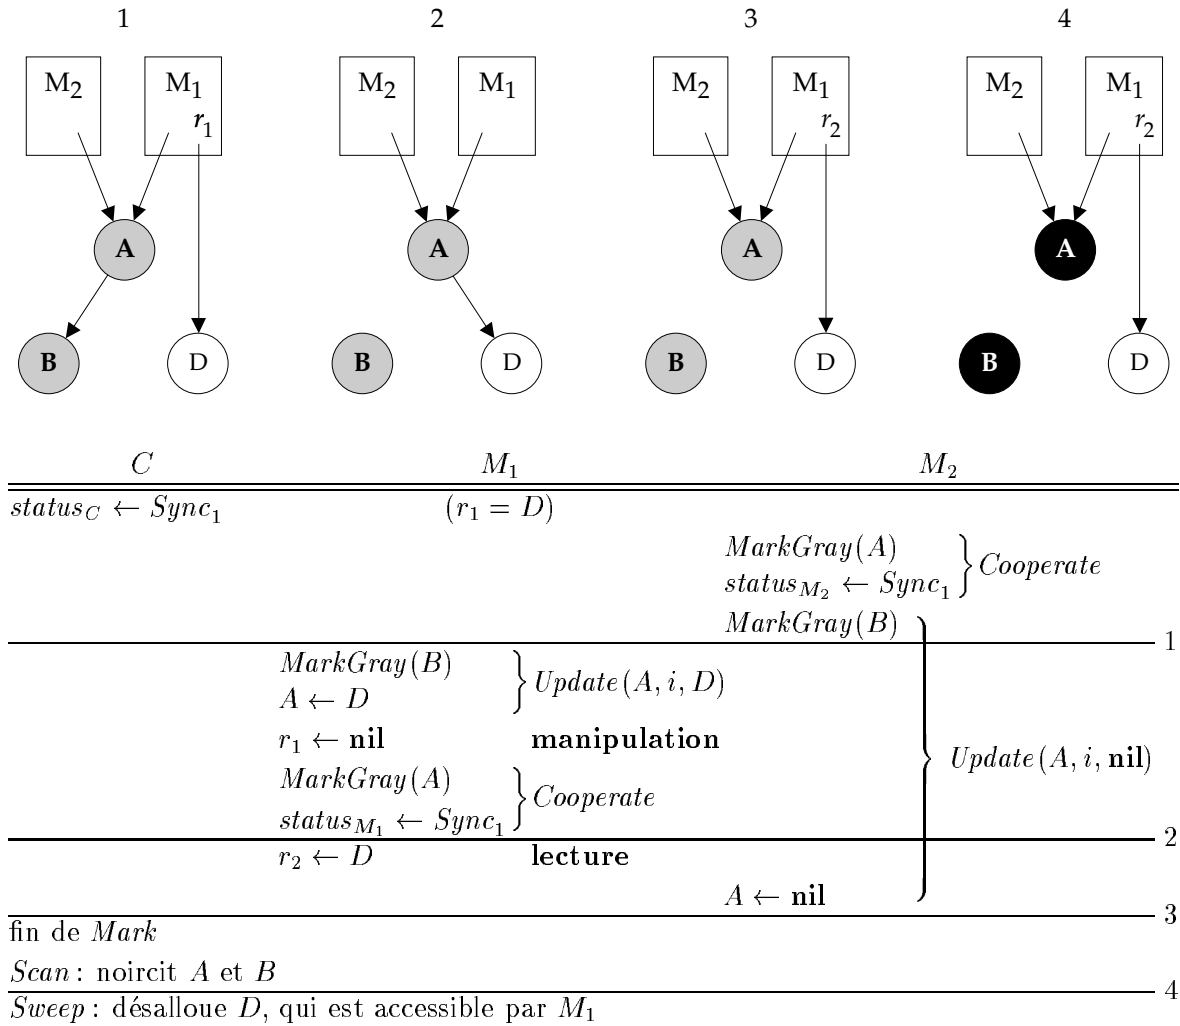 1 2 3 4
M2 M1 M2 M1 M2 M1 M2 M1
r1 r2 r2
A A A A
B D B D B D B D
C M1 M2
statusC ← Sync1 (r1 = D)
MarkGray(A)
statusM2 ← Sync1 } Cooperate
MarkGray(B)
1
MarkGray(B)
A ← D } Update(A, i, D)
r1 ← nil manipulation
Update(A, i, nil)
MarkGray(A)
statusM1 ← Sync1 } Cooperate
2
r2 ← D lecture
A ← nil
3
fin de Mark
Scan : noircit A et B
4
Sweep : désalloue D, qui est accessible par M1